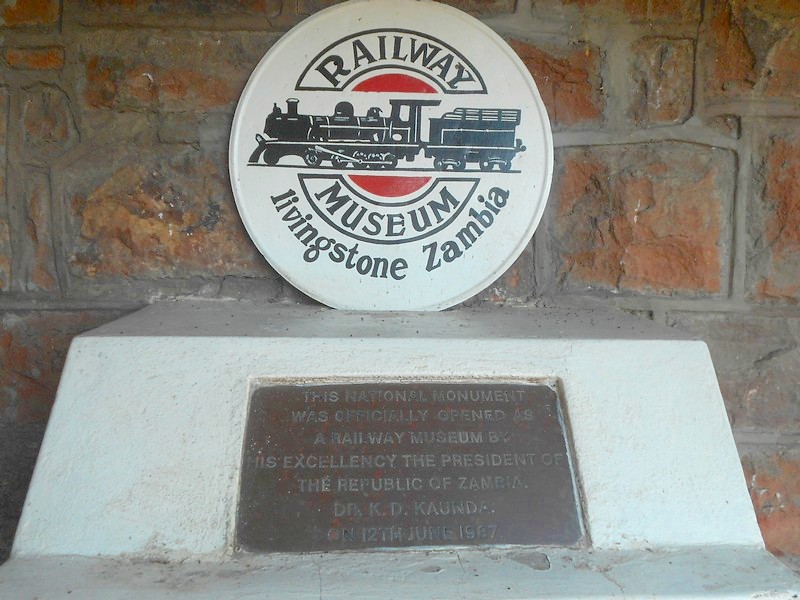 RAILWAY
MUSEUM
livingstone Zambia
THIS NATIONAL MONUMENT
WAS OFFICIALLY OPENED AS
A RAILWAY MUSEUM BY
HIS EXCELLENCY THE PRESIDENT OF
THE REPUBLIC OF ZAMBIA.
DR. K.D. KAUNDA.
ON 12TH JUNE 1987.